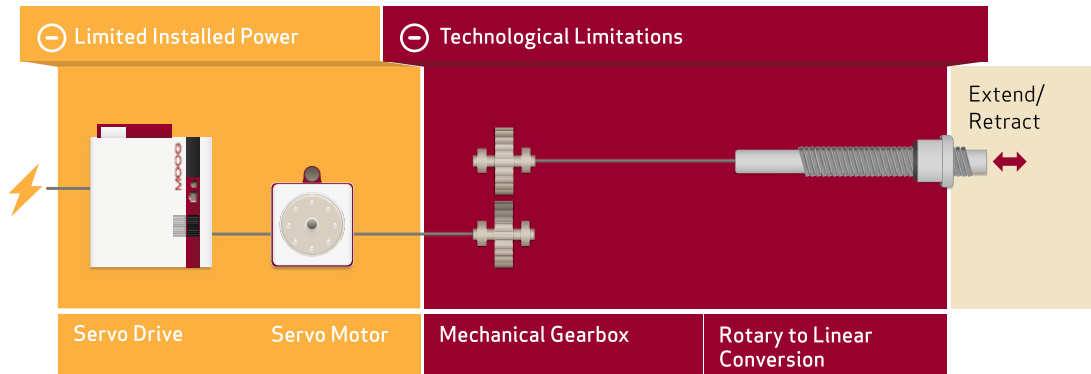 Limited Installed Power
Technological Limitations
Extend/
Retract
MOOG
Servo Drive
Servo Motor
Mechanical Gearbox
Rotary to Linear
Conversion